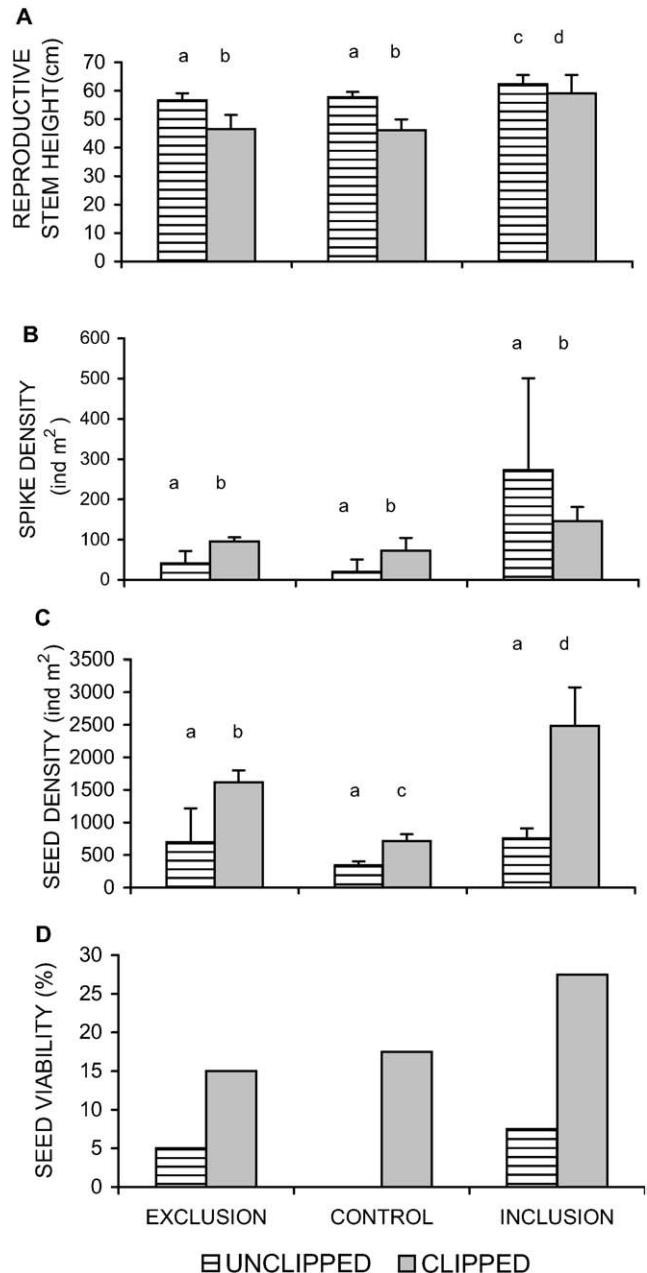 A
REPRODUCTIVE
STEM HEIGHT(cm)
70
60
50
40
30
20
10
0
a b a b c d
B
SPIKE DENSITY
(ind m²)
600
500
400
300
200
100
0
a b a b a b
C
SEED DENSITY (ind m²)
3500
3000
2500
2000
1500
1000
500
0
a b a c a d
D
SEED VIABILITY (%)
30
25
20
15
10
5
0
EXCLUSION CONTROL INCLUSION
UNCLIPPED CLIPPED